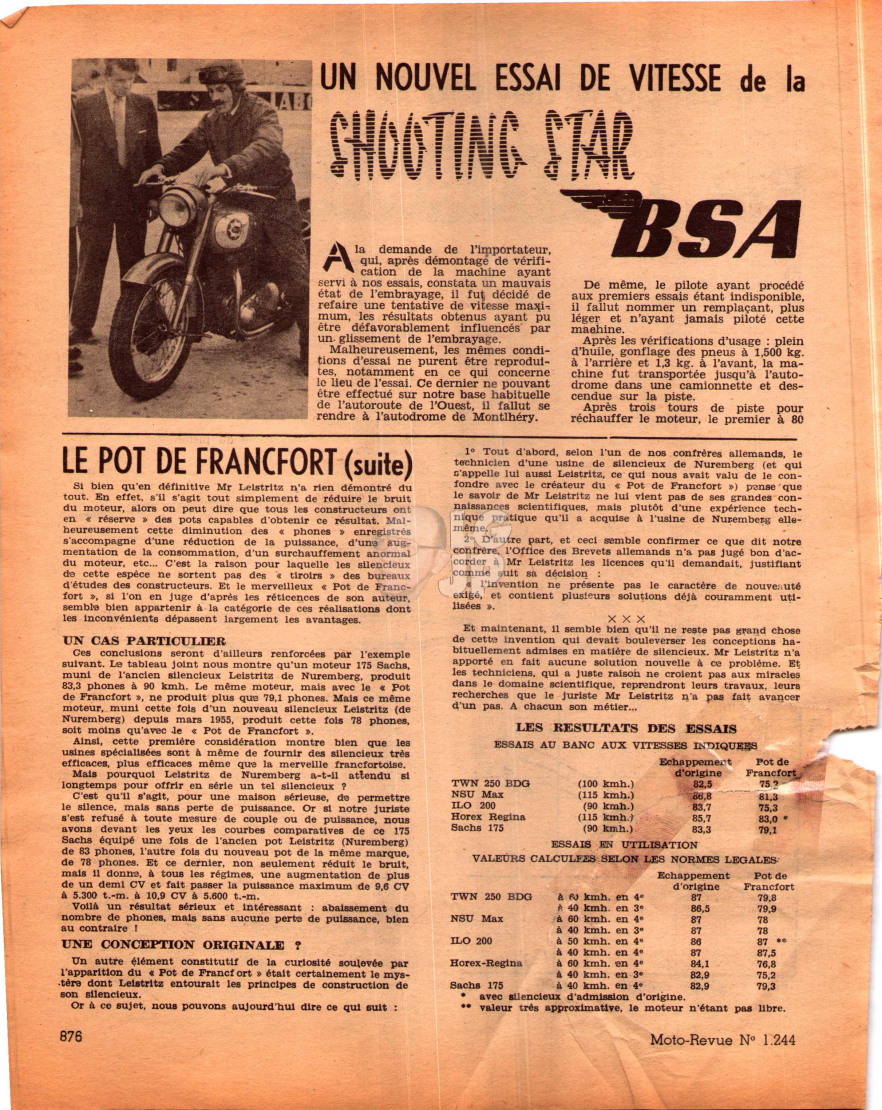 UN NOUVEL ESSAI DE VITESSE de la
SHOOTING STAR
BSA
A la demande de l'importateur,
qui, après démontage de vérifi-
cation de la machine ayant
servi à nos essais, constata un mauvais
état de l'embrayage, il fut décidé de
refaire une tentative de vitesse maxi-
mum, les résultats obtenus ayant pu
être défavorablement influencés par
un glissement de l'embrayage.
Malheureusement, les mêmes condi-
tions d'essai ne purent être reprodui-
tes, notamment en ce qui concerne
le lieu de l'essai. Ce dernier ne pouvant
être effectué sur notre base habituelle
de l'autoroute de l'Ouest, il fallut se
rendre à l'autodrome de Montlhéry.
De même, le pilote ayant procédé
aux premiers essais étant indisponible,
il fallut nommer un remplaçant, plus
léger et n'ayant jamais piloté cette
machine.
Après les vérifications d'usage : plein
d'huile, gonflage des pneus à 1,500 kg.
à l'arrière et 1,3 kg. à l'avant, la ma-
chine fut transportée jusqu'à l'auto-
drome dans une camionnette et des-
cendue sur la piste.
Après trois tours de piste pour
réchauffer le moteur, le premier à 80
LE POT DE FRANCFORT (suite)
Si bien qu'en définitive Mr Leistritz n'a rien démontré du
tout. En effet, s'il s'agit tout simplement de réduire le bruit
du moteur, alors on peut dire que tous les constructeurs ont
en « réserve » des pots capables d'obtenir ce résultat. Mal-
heureusement cette diminution des « phones » enregistrés
s'accompagne d'une réduction de la puissance, d'une aug-
mentation de la consommation, d'un surchauffement anormal
du moteur, etc... C'est la raison pour laquelle les silencieux
de cette espèce ne sortent pas des « tiroirs » des bureaux
d'études des constructeurs. Et le merveilleux « Pot de Franc-
fort », si l'on en juge d'après les réticences de son auteur,
semble bien appartenir à la catégorie de ces réalisations dont
les inconvénients dépassent largement les avantages.
UN CAS PARTICULIER
Ces conclusions seront d'ailleurs renforcées par l'exemple
suivant. Le tableau joint nous montre qu'un moteur 175 Sachs,
muni de l'ancien silencieux Leistritz de Nuremberg, produit
83,3 phones à 90 kmh. Le même moteur, mais avec le « Pot
de Francfort », ne produit plus que 79,1 phones. Mais ce même
moteur, muni cette fois d'un nouveau silencieux Leistritz (de
Nuremberg) depuis mars 1955, produit cette fois 78 phones,
soit moins qu'avec le « Pot de Francfort ».
Ainsi, cette première considération montre bien que les
usines spécialisées sont à même de fournir des silencieux très
efficaces, plus efficaces même que la merveille francfortoise.
Mais pourquoi Leistritz de Nuremberg a-t-il attendu si
longtemps pour offrir en série un tel silencieux ?
C'est qu'il s'agit, pour une maison sérieuse, de permettre
le silence, mais sans perte de puissance. Or si notre juriste
s'est refusé à toute mesure de couple ou de puissance, nous
avons devant les yeux les courbes comparatives de ce 175
Sachs équipé une fois de l'ancien pot Leistritz (Nuremberg)
de 83 phones, l'autre fois du nouveau pot de la même marque,
de 78 phones. Et ce dernier, non seulement réduit le bruit,
mais il donne, à tous les régimes, une augmentation de plus
de un demi CV et fait passer la puissance maximum de 9,6 CV
à 5.300 t.-m. à 10,9 CV à 5.600 t.-m.
Voilà un résultat sérieux et intéressant : abaissement du
nombre de phones, mais sans aucune perte de puissance, bien
au contraire !
UNE CONCEPTION ORIGINALE ?
Un autre élément constitutif de la curiosité soulevée par
l'apparition du « Pot de Francfort » était certainement le mys-
tère dont Leistritz entourait les principes de construction de
son silencieux.
Or à ce sujet, nous pouvons aujourd'hui dire ce qui suit :
1° Tout d'abord, selon l'un de nos confrères allemands, le
technicien d'une usine de silencieux de Nuremberg (et qui
s'appelle lui aussi Leistritz, ce qui nous avait valu de le con-
fondre avec le créateur du « Pot de Francfort ») pense que
le savoir de Mr Leistritz ne lui vient pas de ses grandes con-
naissances scientifiques, mais plutôt d'une expérience tech-
nique pratique qu'il a acquise à l'usine de Nuremberg elle-
même.
2° D'autre part, et ceci semble confirmer ce que dit notre
confrère, l'Office des Brevets allemands n'a pas jugé bon d'ac-
corder à Mr Leistritz les licences qu'il demandait, justifiant
comme suit sa décision :
l'invention ne présente pas le caractère de nouveauté
exigé, et contient plusieurs solutions déjà couramment uti-
lisées ».
× × ×
Et maintenant, il semble bien qu'il ne reste pas grand chose
de cette invention qui devait bouleverser les conceptions ha-
bituellement admises en matière de silencieux. Mr Leistritz n'a
apporté en fait aucune solution nouvelle à ce problème. Et
les techniciens, qui a juste raison ne croient pas aux miracles
dans le domaine scientifique, reprendront leurs travaux, leurs
recherches que le juriste Mr Leistritz n'a pas fait avancer
d'un pas. A chacun son métier...
LES RESULTATS DES ESSAIS
ESSAIS AU BANC AUX VITESSES INDIQUEES
Echappement d'origine Pot de Francfort
TWN 250 BDG (100 kmh.) 82,5 75,2
NSU Max (115 kmh.) 86,8 81,3
ILO 200 (90 kmh.) 83,7 75,3
Horex Regina (115 kmh.) 85,7 83,0 *
Sachs 175 (90 kmh.) 83,3 79,1
ESSAIS EN UTILISATION
VALEURS CALCULEES SELON LES NORMES LEGALES
Echappement d'origine Pot de Francfort
TWN 250 BDG à 60 kmh. en 4e 87 79,8
à 40 kmh. en 3e 86,5 79,9
NSU Max à 60 kmh. en 4e 87 78
à 40 kmh. en 3e 87 78
ILO 200 à 50 kmh. en 4e 86 87 **
à 40 kmh. en 4e 87 87,5
Horex-Regina à 60 kmh. en 4e 84,1 76,8
à 40 kmh. en 3e 82,9 75,2
Sachs 175 à 40 kmh. en 4e 82,9 79,3
* avec silencieux d'admission d'origine.
** valeur très approximative, le moteur n'étant pas libre.
876
Moto-Revue N° 1.244